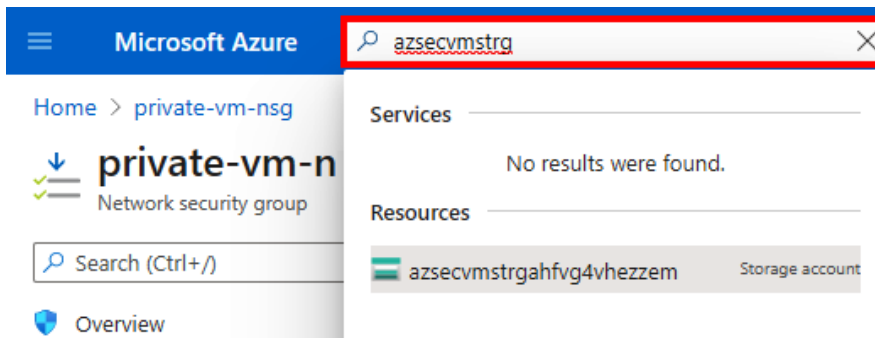 Microsoft Azure
azsecvmstrg
Home > private-vm-nsg
private-vm-n
Network security group
Search (Ctrl+/)
Overview
Services
No results were found.
Resources
azsecvmstrgahfvg4vhezzem Storage account